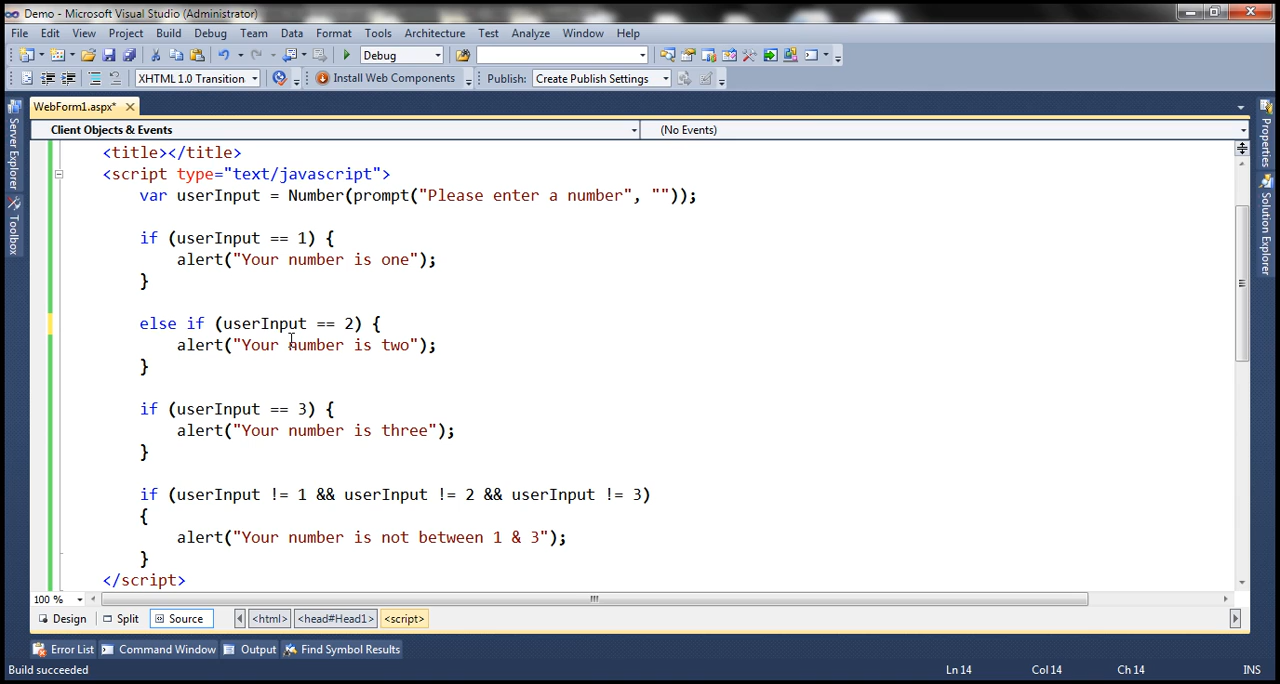 Demo - Microsoft Visual Studio (Administrator)
File Edit View Project Build Debug Team Data Format Tools Architecture Test Analyze Window Help
Debug
XHTML 1.0 Transition Install Web Components Publish: Create Publish Settings
WebForm1.aspx*
Client Objects & Events (No Events)
Server Explorer
Toolbox
Properties
Solution Explorer
<title></title>
<script type="text/javascript">
var userInput = Number(prompt("Please enter a number", ""));
if (userInput == 1) {
alert("Your number is one");
}
else if (userInput == 2) {
alert("Your number is two");
}
if (userInput == 3) {
alert("Your number is three");
}
if (userInput != 1 && userInput != 2 && userInput != 3)
{
alert("Your number is not between 1 & 3");
}
</script>
100 %
Design Split Source <html> <head#Head1> <script>
Error List Command Window Output Find Symbol Results
Build succeeded Ln 14 Col 14 Ch 14 INS